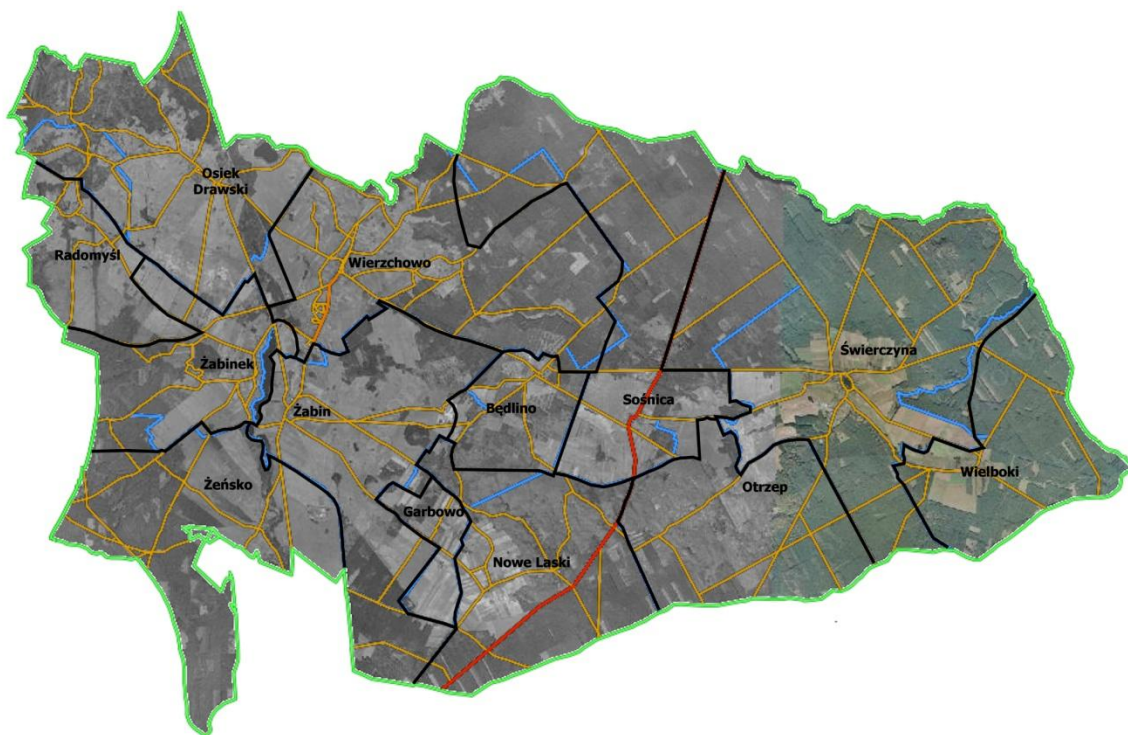 Osiek
Drawski
Radomyśl
Wierzchowo
Świerczyna
Żabinek
Sośnica
Będlino
Żabin
Wielboki
Żeńsko
Otrzep
Garbowo
Nowe Laski